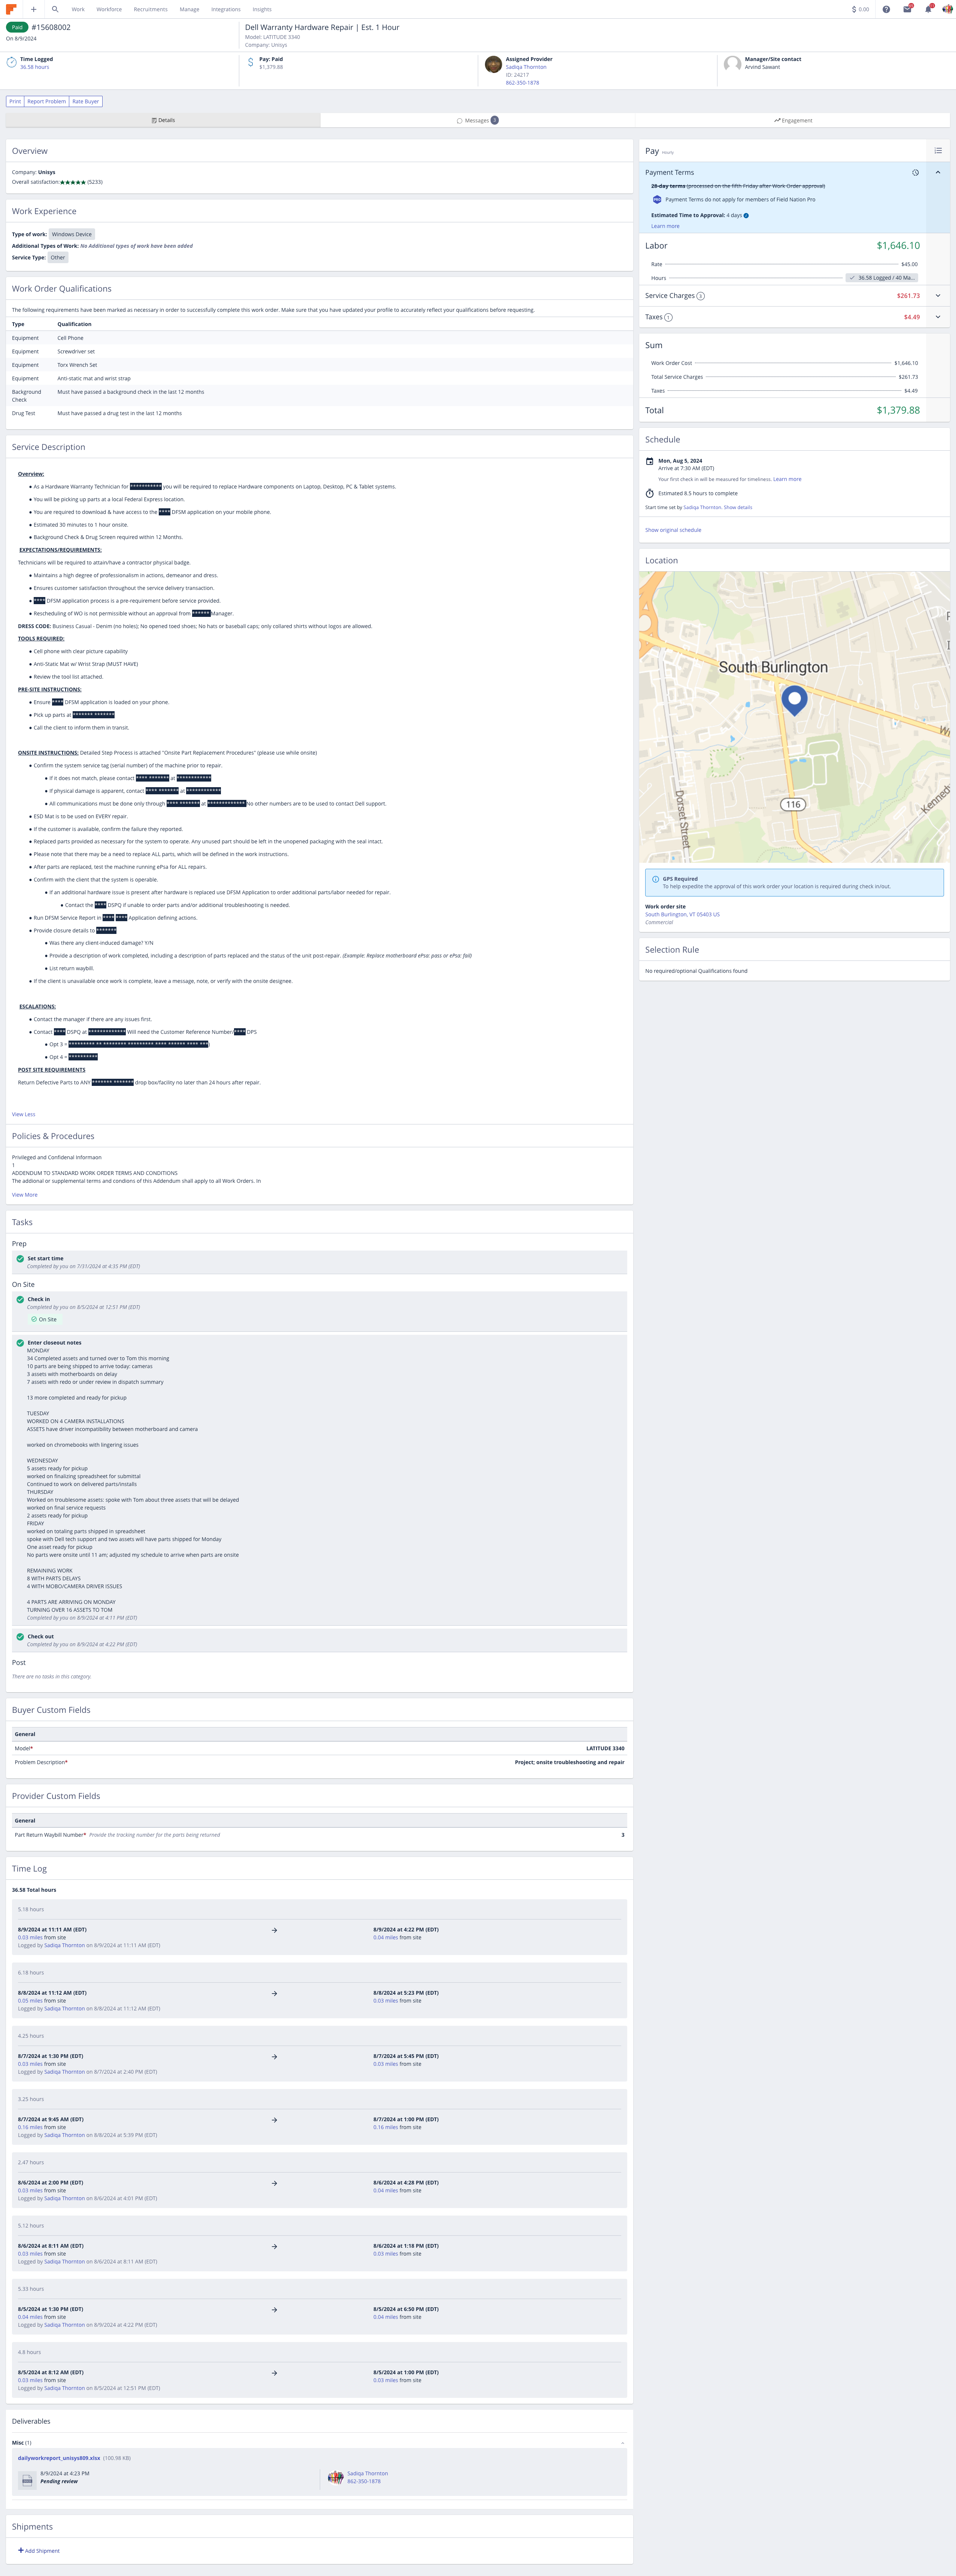 Work
Workforce
Recruitments
Manage
Integrations
Insights
$ 0.00
Paid #15608002
On 8/9/2024
Dell Warranty Hardware Repair | Est. 1 Hour
Model: LATITUDE 3340
Company: Unisys
Time Logged
36.58 hours
Pay: Paid
$1,379.88
Assigned Provider
Sadiqa Thornton
ID: 24217
862-350-1878
Manager/Site contact
Arvind Sawant
Print
Report Problem
Rate Buyer
Details
Messages
Engagement
Overview
Company: Unisys
Overall satisfaction: ★★★★★ (5233)
Work Experience
Type of work: Windows Device
Additional Types of Work: No Additional types of work have been added
Service Type: Other
Work Order Qualifications
The following requirements have been marked as necessary in order to successfully complete this work order. Make sure that you have updated your profile to accurately reflect your qualifications before requesting.
Type Qualification
Equipment Cell Phone
Equipment Screwdriver set
Equipment Torx Wrench Set
Equipment Anti-static mat and wrist strap
Background Must have passed a background check in the last 12 months
Check
Drug Test Must have passed a drug test in the last 12 months
Service Description
Overview:
● As a Hardware Warranty Technician for *********** you will be required to replace Hardware components on Laptop, Desktop, PC & Tablet systems.
● You will be picking up parts at a local Federal Express location.
● You are required to download & have access to the **** DFSM application on your mobile phone.
● Estimated 30 minutes to 1 hour onsite.
● Background Check & Drug Screen required within 12 Months.
EXPECTATIONS/REQUIREMENTS:
Technicians will be required to attain/have a contractor physical badge.
● Maintains a high degree of professionalism in actions, demeanor and dress.
● Ensures customer satisfaction throughout the service delivery transaction.
● **** DFSM application process is a pre-requirement before service provided.
● Rescheduling of WO is not permissible without an approval from ****** Manager.
DRESS CODE: Business Casual - Denim (no holes); No opened toed shoes; No hats or baseball caps; only collared shirts without logos are allowed.
TOOLS REQUIRED:
● Cell phone with clear picture capability
● Anti-Static Mat w/ Wrist Strap (MUST HAVE)
● Review the tool list attached.
PRE-SITE INSTRUCTIONS:
● Ensure **** DFSM application is loaded on your phone.
● Pick up parts at ******* *******
● Call the client to inform them in transit.
ONSITE INSTRUCTIONS: Detailed Step Process is attached "Onsite Part Replacement Procedures" (please use while onsite)
● Confirm the system service tag (serial number) of the machine prior to repair.
● If it does not match, please contact **** ******* at ************
● If physical damage is apparent, contact **** ******* at ************
● All communications must be done only through **** ******* at ************* No other numbers are to be used to contact Dell support.
● ESD Mat is to be used on EVERY repair.
● If the customer is available, confirm the failure they reported.
● Replaced parts provided as necessary for the system to operate. Any unused part should be left in the unopened packaging with the seal intact.
● Please note that there may be a need to replace ALL parts, which will be defined in the work instructions.
● After parts are replaced, test the machine running ePsa for ALL repairs.
● Confirm with the client that the system is operable.
● If an additional hardware issue is present after hardware is replaced use DFSM Application to order additional parts/labor needed for repair.
● Contact the **** DSPQ if unable to order parts and/or additional troubleshooting is needed.
● Run DFSM Service Report in **** **** Application defining actions.
● Provide closure details to *******
● Was there any client-induced damage? Y/N
● Provide a description of work completed, including a description of parts replaced and the status of the unit post-repair. (Example: Replace motherboard ePsa: pass or ePsa: fail)
● List return waybill.
● If the client is unavailable once work is complete, leave a message, note, or verify with the onsite designee.
ESCALATIONS:
● Contact the manager if there are any issues first.
● Contact **** DSPQ at ************* Will need the Customer Reference Number **** DPS
● Opt 3 = ********* ** ******** ********* **** ****** **** ***)
● Opt 4 = **********
POST SITE REQUIREMENTS
Return Defective Parts to ANY ******* ******* drop box/facility no later than 24 hours after repair.
View Less
Policies & Procedures
Privileged and Confidenal Informaon
1
ADDENDUM TO STANDARD WORK ORDER TERMS AND CONDITIONS
The addional or supplemental terms and condions of this Addendum shall apply to all Work Orders. In
View More
Tasks
Prep
Set start time
Completed by you on 7/31/2024 at 4:35 PM (EDT)
On Site
Check in
Completed by you on 8/5/2024 at 12:51 PM (EDT)
On Site
Enter closeout notes
MONDAY
34 Completed assets and turned over to Tom this morning
10 parts are being shipped to arrive today: cameras
3 assets with motherboards on delay
7 assets with redo or under review in dispatch summary
13 more completed and ready for pickup
TUESDAY
WORKED ON 4 CAMERA INSTALLATIONS
ASSETS have driver incompatibility between motherboard and camera
worked on chromebooks with lingering issues
WEDNESDAY
5 assets ready for pickup
worked on finalizing spreadsheet for submittal
Continued to work on delivered parts/installs
THURSDAY
Worked on troublesome assets: spoke with Tom about three assets that will be delayed
worked on final service requests
2 assets ready for pickup
FRIDAY
worked on totaling parts shipped in spreadsheet
spoke with Dell tech support and two assets will have parts shipped for Monday
One asset ready for pickup
No parts were onsite until 11 am; adjusted my schedule to arrive when parts are onsite
REMAINING WORK
8 WITH PARTS DELAYS
4 WITH MOBO/CAMERA DRIVER ISSUES
4 PARTS ARE ARRIVING ON MONDAY
TURNING OVER 16 ASSETS TO TOM
Completed by you on 8/9/2024 at 4:11 PM (EDT)
Check out
Completed by you on 8/9/2024 at 4:22 PM (EDT)
Post
There are no tasks in this category.
Buyer Custom Fields
General
Model* LATITUDE 3340
Problem Description* Project; onsite troubleshooting and repair
Provider Custom Fields
General
Part Return Waybill Number* Provide the tracking number for the parts being returned 3
Time Log
36.58 Total hours
5.18 hours
8/9/2024 at 11:11 AM (EDT) → 8/9/2024 at 4:22 PM (EDT)
0.03 miles from site 0.04 miles from site
Logged by Sadiqa Thornton on 8/9/2024 at 11:11 AM (EDT)
6.18 hours
8/8/2024 at 11:12 AM (EDT) → 8/8/2024 at 5:23 PM (EDT)
0.05 miles from site 0.03 miles from site
Logged by Sadiqa Thornton on 8/8/2024 at 11:12 AM (EDT)
4.25 hours
8/7/2024 at 1:30 PM (EDT) → 8/7/2024 at 5:45 PM (EDT)
0.03 miles from site 0.03 miles from site
Logged by Sadiqa Thornton on 8/7/2024 at 2:40 PM (EDT)
3.25 hours
8/7/2024 at 9:45 AM (EDT) → 8/7/2024 at 1:00 PM (EDT)
0.16 miles from site 0.16 miles from site
Logged by Sadiqa Thornton on 8/8/2024 at 5:39 PM (EDT)
2.47 hours
8/6/2024 at 2:00 PM (EDT) → 8/6/2024 at 4:28 PM (EDT)
0.03 miles from site 0.04 miles from site
Logged by Sadiqa Thornton on 8/6/2024 at 4:01 PM (EDT)
5.12 hours
8/6/2024 at 8:11 AM (EDT) → 8/6/2024 at 1:18 PM (EDT)
0.03 miles from site 0.03 miles from site
Logged by Sadiqa Thornton on 8/6/2024 at 8:11 AM (EDT)
5.33 hours
8/5/2024 at 1:30 PM (EDT) → 8/5/2024 at 6:50 PM (EDT)
0.04 miles from site 0.04 miles from site
Logged by Sadiqa Thornton on 8/9/2024 at 4:22 PM (EDT)
4.8 hours
8/5/2024 at 8:12 AM (EDT) → 8/5/2024 at 1:00 PM (EDT)
0.03 miles from site 0.03 miles from site
Logged by Sadiqa Thornton on 8/5/2024 at 12:51 PM (EDT)
Deliverables
Misc (1)
dailyworkreport_unisys809.xlsx (100.98 KB)
8/9/2024 at 4:23 PM
Pending review
Sadiqa Thornton
862-350-1878
Shipments
+ Add Shipment
Pay Hourly
Payment Terms
28-day terms (processed on the fifth Friday after Work Order approval)
Payment Terms do not apply for members of Field Nation Pro
Estimated Time to Approval: 4 days
Learn more
Labor $1,646.10
Rate $45.00
Hours 36.58 Logged / 40 Ma...
Service Charges 3 $261.73
Taxes 1 $4.49
Sum
Work Order Cost $1,646.10
Total Service Charges $261.73
Taxes $4.49
Total $1,379.88
Schedule
Mon, Aug 5, 2024
Arrive at 7:30 AM (EDT)
Your first check in will be measured for timeliness. Learn more
Estimated 8.5 hours to complete
Start time set by Sadiqa Thornton. Show details
Show original schedule
Location
South Burlington
116
Dorset Street
Kennedy
GPS Required
To help expedite the approval of this work order your location is required during check in/out.
Work order site
South Burlington, VT 05403 US
Commercial
Selection Rule
No required/optional Qualifications found